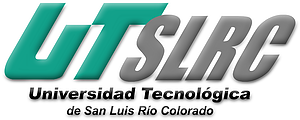 UTSLRC
Universidad Tecnológica
de San Luis Río Colorado